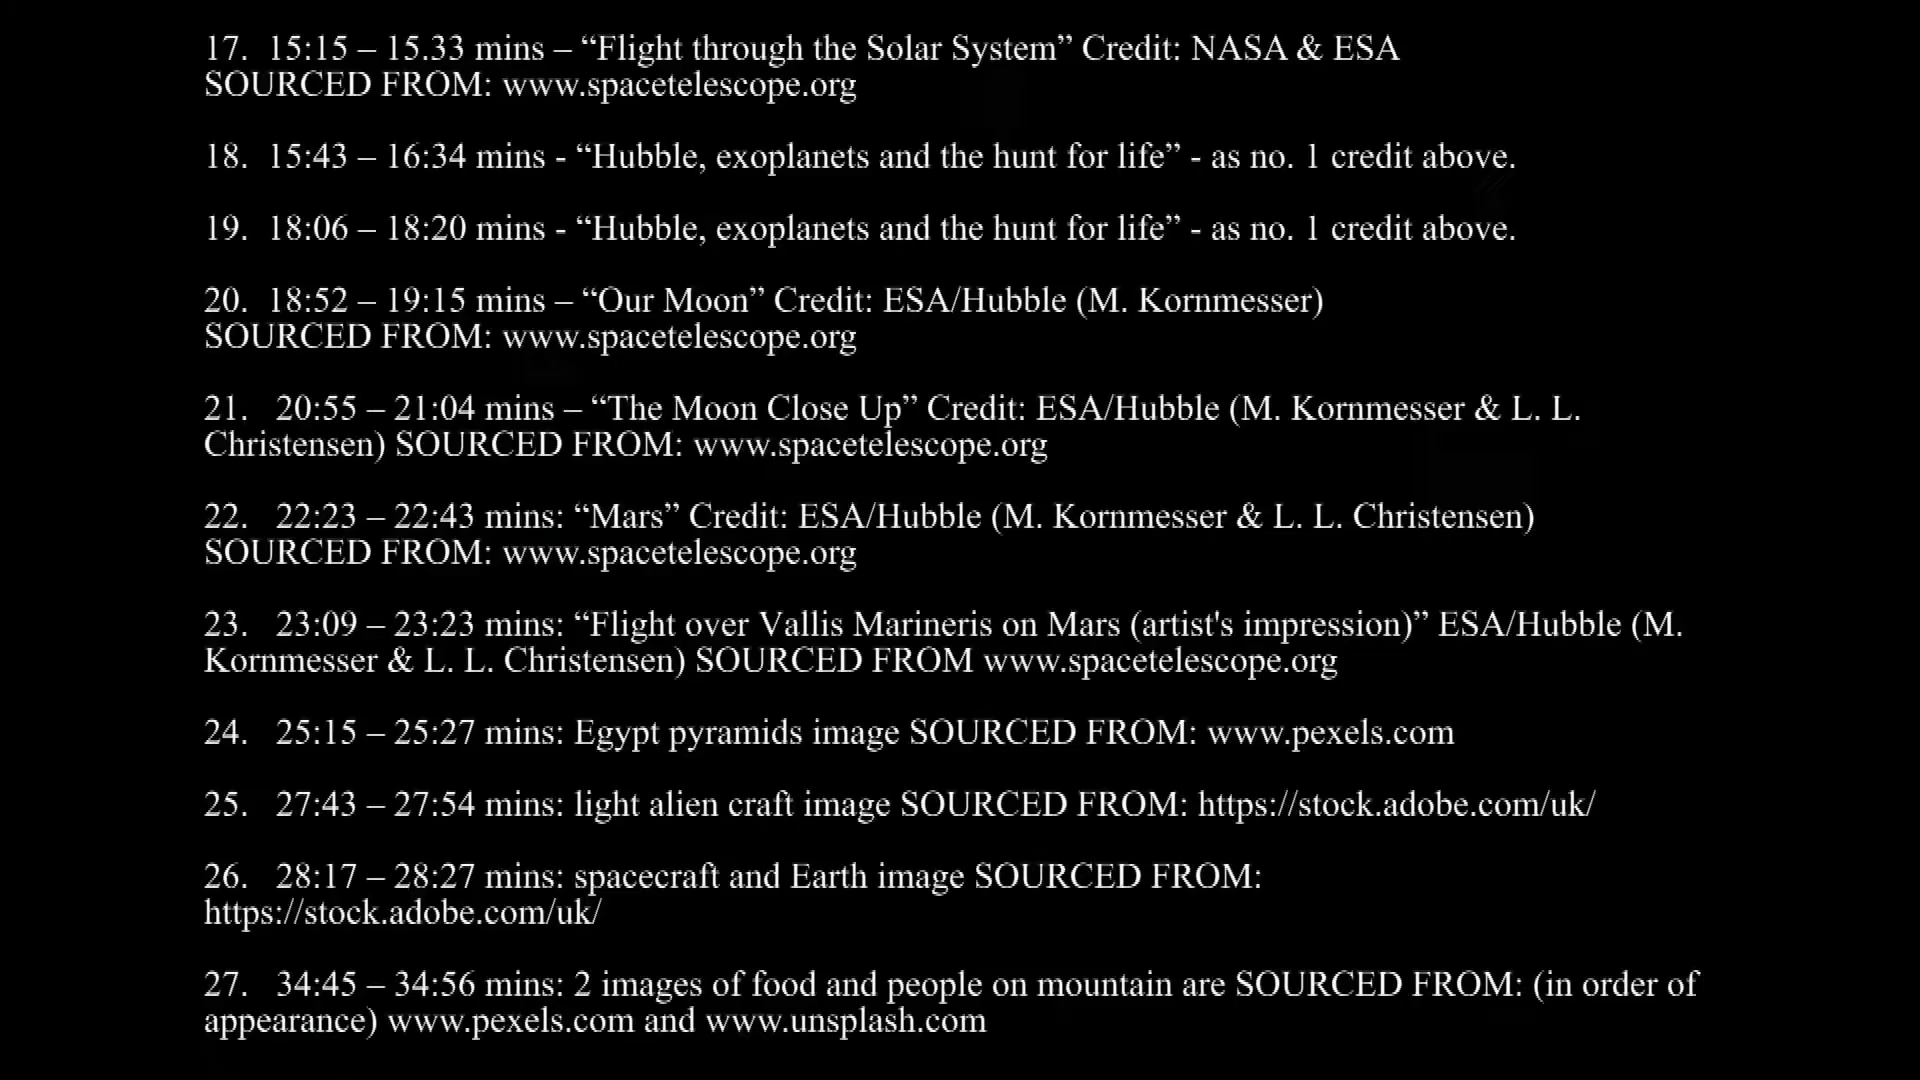 17.  15:15 – 15.33 mins – “Flight through the Solar System” Credit: NASA & ESA
SOURCED FROM: www.spacetelescope.org
18.  15:43 – 16:34 mins - “Hubble, exoplanets and the hunt for life” - as no. 1 credit above.
19.  18:06 – 18:20 mins - “Hubble, exoplanets and the hunt for life” - as no. 1 credit above.
20.  18:52 – 19:15 mins – “Our Moon” Credit: ESA/Hubble (M. Kornmesser)
SOURCED FROM: www.spacetelescope.org
21.   20:55 – 21:04 mins – “The Moon Close Up” Credit: ESA/Hubble (M. Kornmesser & L. L.
Christensen) SOURCED FROM: www.spacetelescope.org
22.   22:23 – 22:43 mins: “Mars” Credit: ESA/Hubble (M. Kornmesser & L. L. Christensen)
SOURCED FROM: www.spacetelescope.org
23.   23:09 – 23:23 mins: “Flight over Vallis Marineris on Mars (artist's impression)” ESA/Hubble (M.
Kornmesser & L. L. Christensen) SOURCED FROM www.spacetelescope.org
24.   25:15 – 25:27 mins: Egypt pyramids image SOURCED FROM: www.pexels.com
25.   27:43 – 27:54 mins: light alien craft image SOURCED FROM: https://stock.adobe.com/uk/
26.   28:17 – 28:27 mins: spacecraft and Earth image SOURCED FROM:
https://stock.adobe.com/uk/
27.   34:45 – 34:56 mins: 2 images of food and people on mountain are SOURCED FROM: (in order of
appearance) www.pexels.com and www.unsplash.com